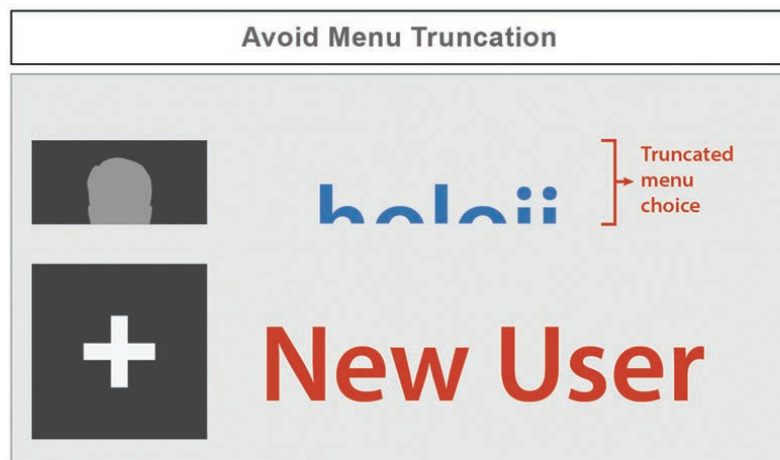 Avoid Menu Truncation
Truncated
menu
choice
New User